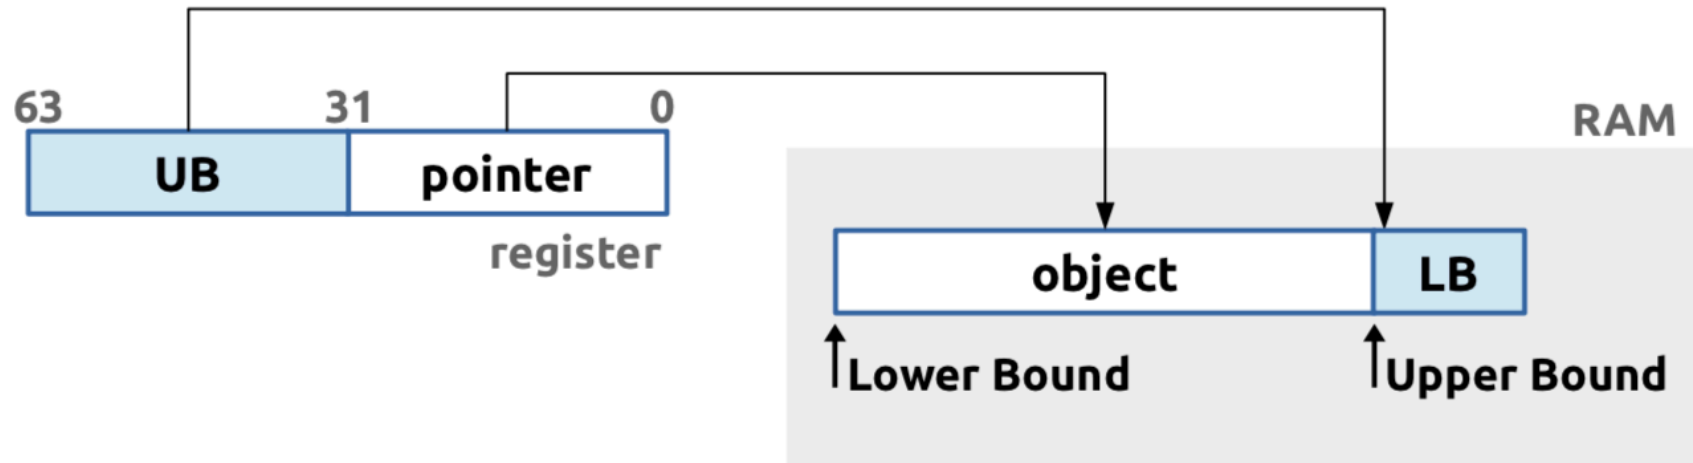 63 31 0
UB pointer
register
RAM
object LB
Lower Bound Upper Bound